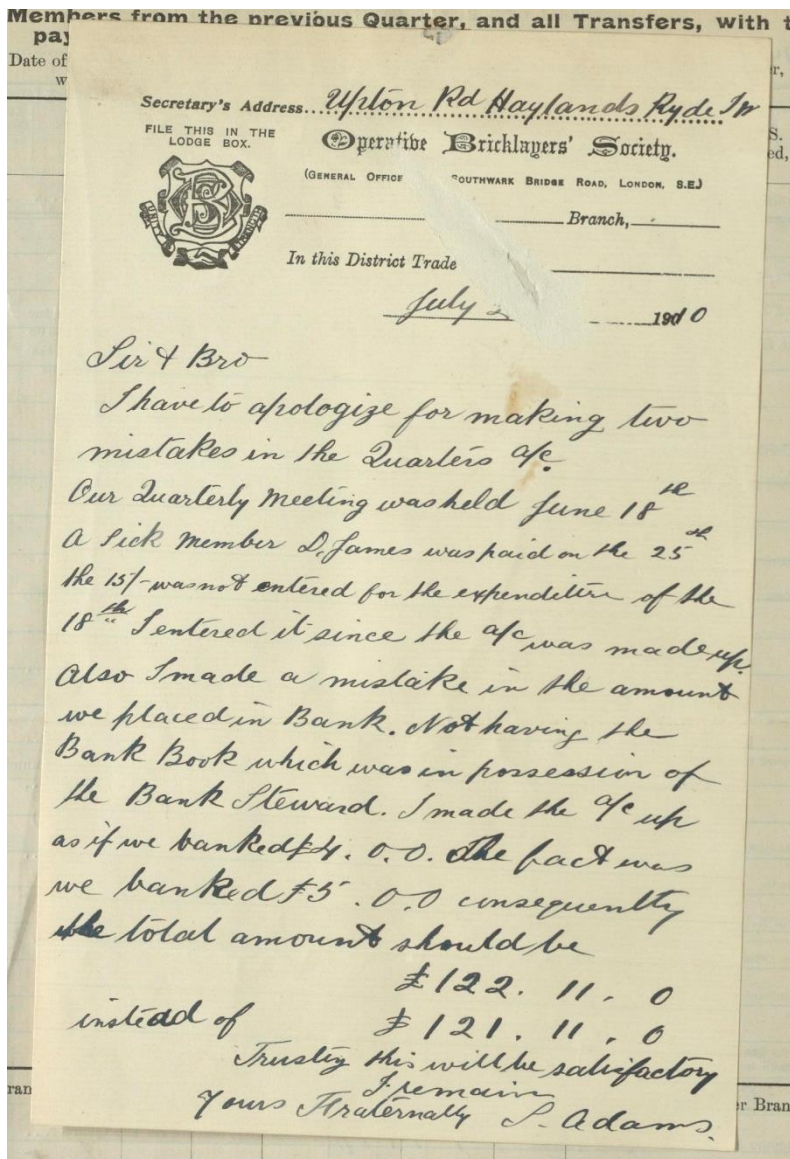 Members from the previous Quarter, and all Transfers, with
pay
Date of
w
Secretary's Address... Upton Rd Haylands Ryde IW
FILE THIS IN THE
LODGE BOX.
Operative Bricklayers' Society.
(GENERAL OFFICE SOUTHWARK BRIDGE ROAD, LONDON, S.E.)
OBS
UNITY
STRENGTH
Branch,
In this District Trade
July 1910
Sir & Bro
I have to apologize for making two
mistakes in the Quarters a/c.
Our Quarterly Meeting was held June 18th
A Sick Member D. James was paid on the 25th
the 15/- was not entered for the expenditure of the
18th I entered it since the a/c was made up.
Also I made a mistake in the amount
we placed in Bank. Not having the
Bank Book which was in possession of
the Bank Steward. I made the a/c up
as if we banked £4. 0. 0. The fact was
we banked £5. 0. 0 consequently
the total amount should be
£122. 11. 0
instead of £121. 11. 0
Trusting this will be satisfactory
I remain
Yours Fraternally S. Adams.
r Bran